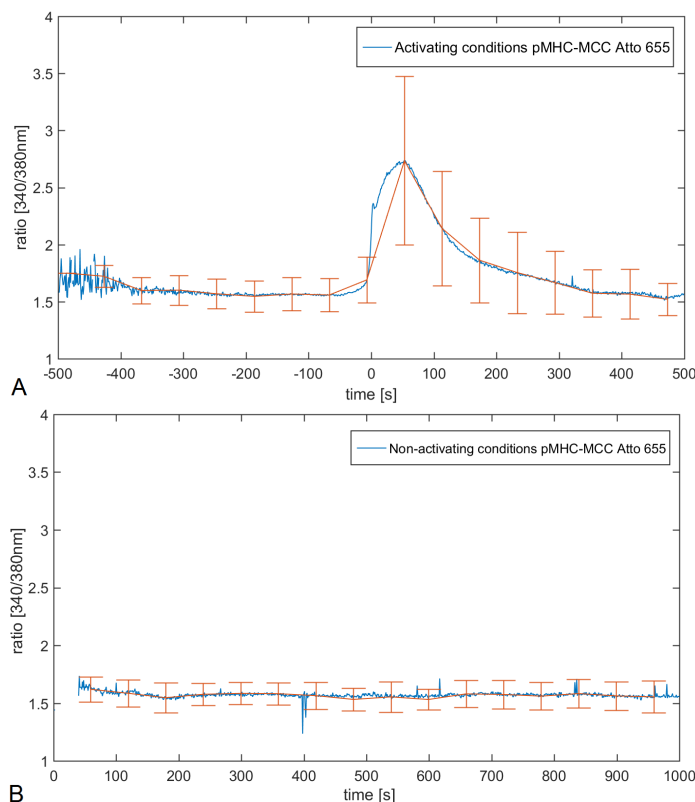 4
3.5
3
2.5
2
1.5
1
ratio [340/380nm]
Activating conditions pMHC-MCC Atto 655
-500 -400 -300 -200 -100 0 100 200 300 400 500
time [s]
A
4
3.5
3
2.5
2
1.5
1
ratio [340/380nm]
Non-activating conditions pMHC-MCC Atto 655
0 100 200 300 400 500 600 700 800 900 1000
time [s]
B